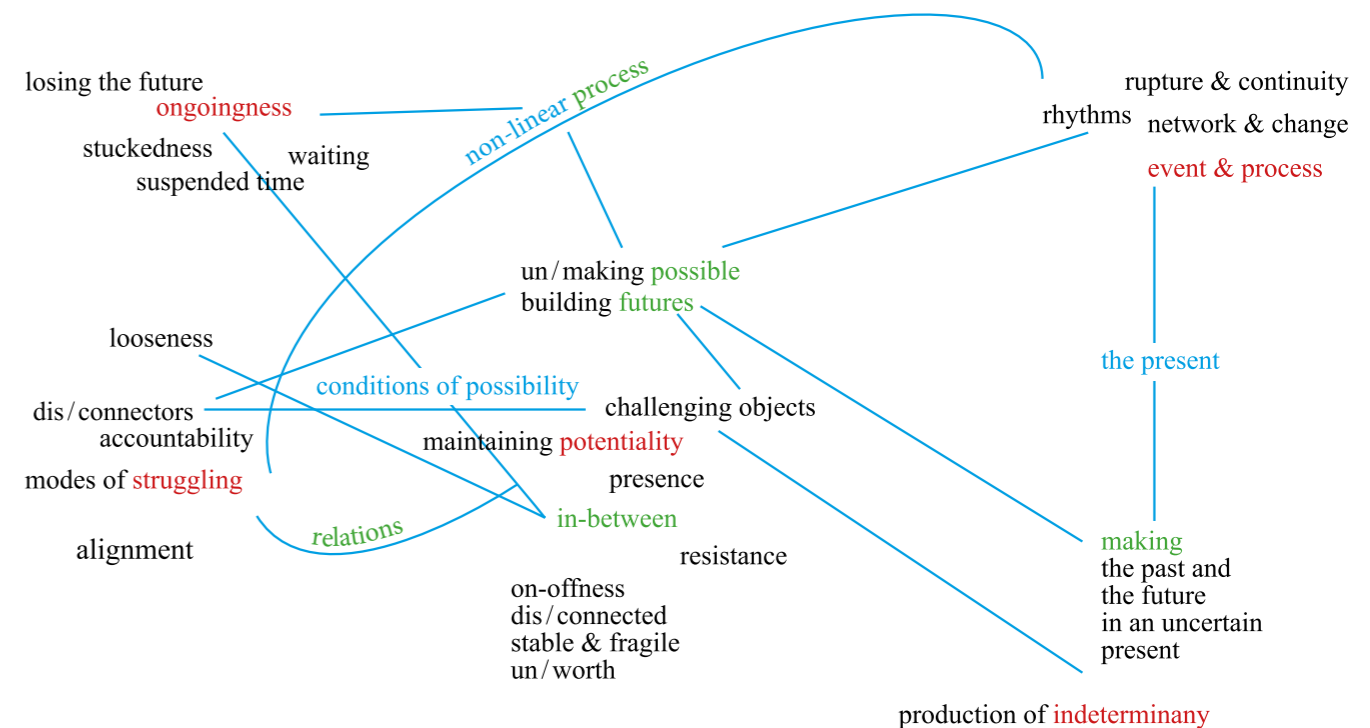 losing the future
ongoingness
stuckedness
waiting
suspended time
non-linear process
rupture & continuity
rhythms
network & change
event & process
un/making possible
building futures
looseness
the present
conditions of possibility
dis/connectors
challenging objects
accountability
maintaining potentiality
modes of struggling
presence
in-between
relations
alignment
resistance
making
the past and
the future
in an uncertain
present
on-offness
dis/connected
stable & fragile
un/worth
production of indeterminany